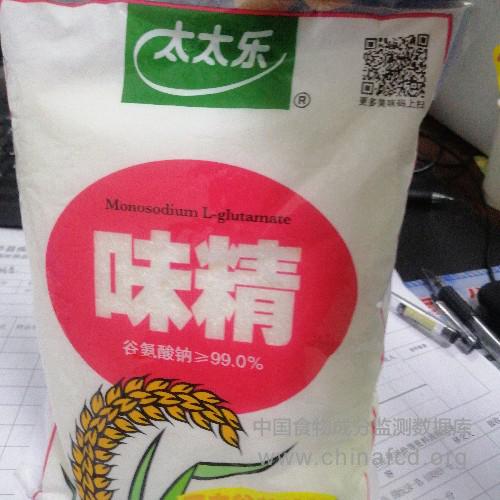 太太乐
®
更多美味码上扫
Monosodium L-glutamate
味精
谷氨酸钠≥99.0%
中国食物成分监测数据库
www.chinafcd.org